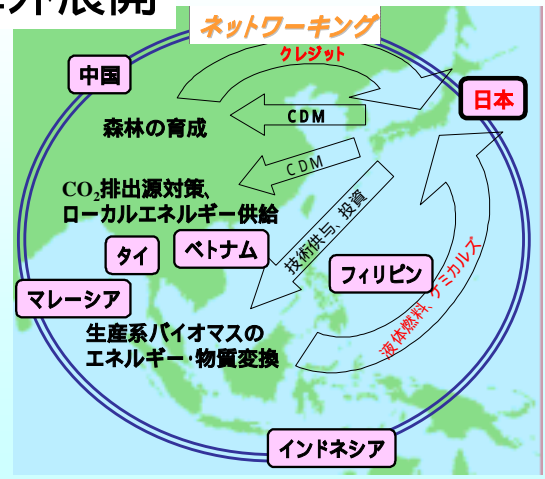 外展開
ネットワーキング
クレジット
中国
日本
CDM
森林の育成
CDM
CO₂排出源対策、
ローカルエネルギー供給
技術供与、投資
タイ
ベトナム
フィリピン
マレーシア
液体燃料、ケミカルズ
生産系バイオマスの
エネルギー・物質変換
インドネシア